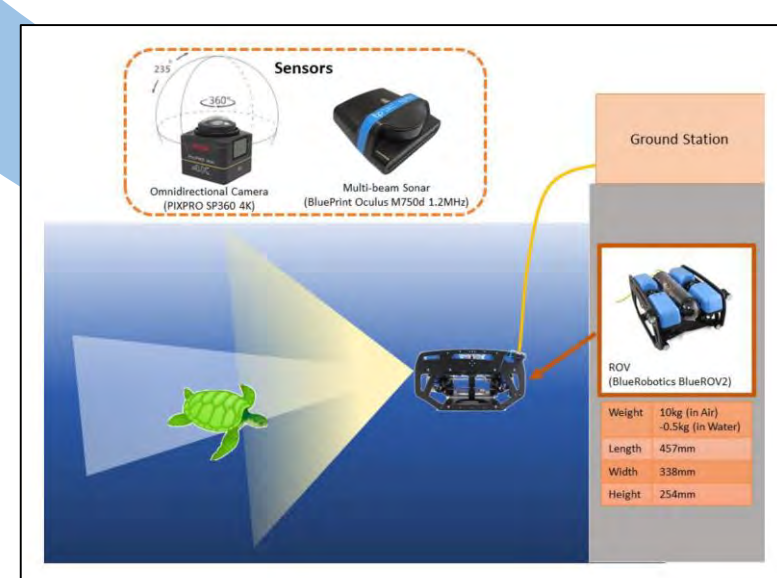 Sensors
235°
360°
Omnidirectional Camera
(PIXPRO SP360 4K)
Multi-beam Sonar
(BluePrint Oculus M750d 1.2MHz)
Ground Station
ROV
(BlueRobotics BlueROV2)
Weight 10kg (in Air)
-0.5kg (in Water)
Length 457mm
Width 338mm
Height 254mm